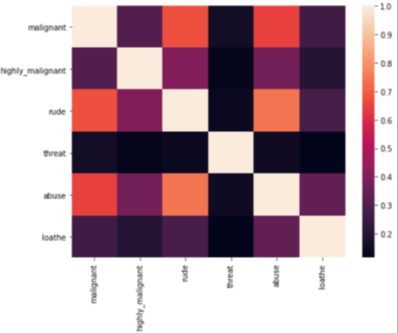 malignant
highly_malignant
rude
threat
abuse
loathe
malignant
highly_malignant
rude
threat
abuse
loathe
1.0
0.9
0.8
0.7
0.6
0.5
0.4
0.3
0.2